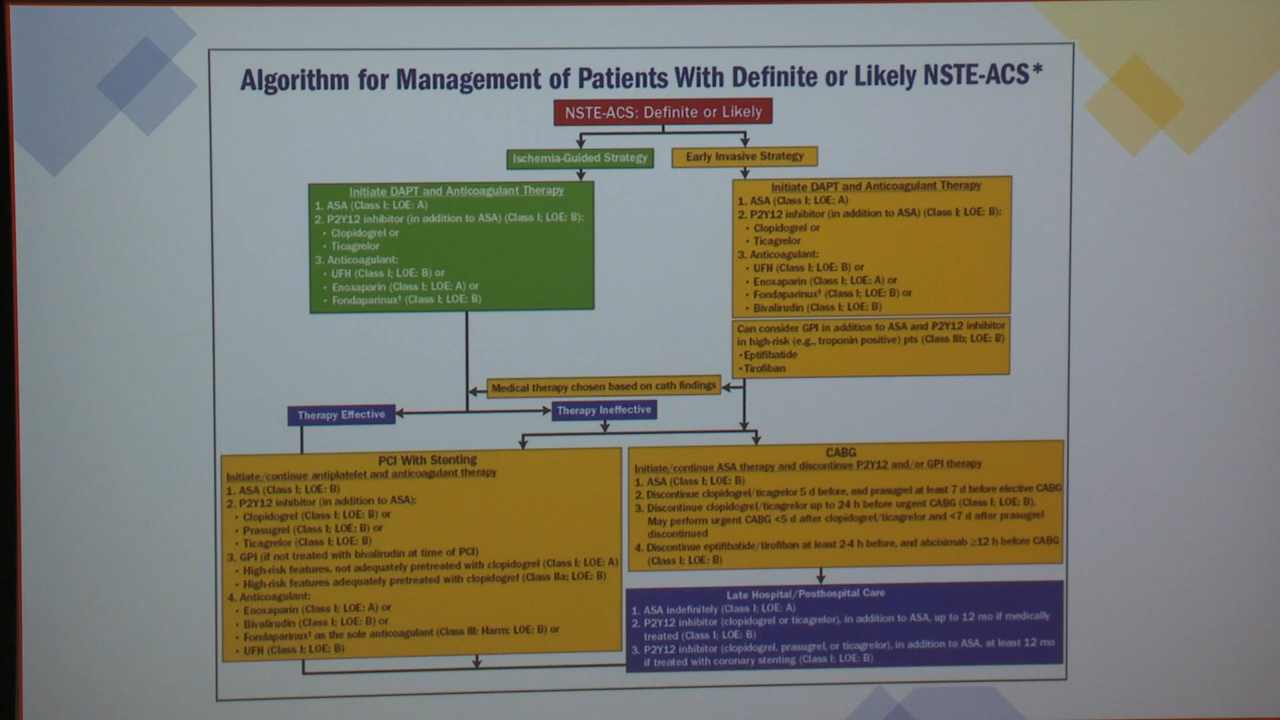 Algorithm for Management of Patients With Definite or Likely NSTE-ACS*
NSTE-ACS: Definite or Likely
Ischemia-Guided Strategy
Early Invasive Strategy
Initiate DAPT and Anticoagulant Therapy
1. ASA (Class I; LOE: A)
2. P2Y12 inhibitor (in addition to ASA) (Class I; LOE: B):
• Clopidogrel or
• Ticagrelor
3. Anticoagulant:
• UFH (Class I; LOE: B) or
• Enoxaparin (Class I; LOE: A) or
• Fondaparinux† (Class I; LOE: B)
Initiate DAPT and Anticoagulant Therapy
1. ASA (Class I; LOE: A)
2. P2Y12 inhibitor (in addition to ASA) (Class I; LOE: B):
• Clopidogrel or
• Ticagrelor
3. Anticoagulant:
• UFH (Class I; LOE: B) or
• Enoxaparin (Class I; LOE: A) or
• Fondaparinux† (Class I; LOE: B) or
• Bivalirudin (Class I; LOE: B)
Can consider GPI in addition to ASA and P2Y12 inhibitor
in high-risk (e.g., troponin positive) pts (Class IIb; LOE: B)
• Eptifibatide
• Tirofiban
Medical therapy chosen based on cath findings
Therapy Effective
Therapy Ineffective
PCI With Stenting
Initiate/continue antiplatelet and anticoagulant therapy
1. ASA (Class I; LOE: B)
2. P2Y12 inhibitor (in addition to ASA):
• Clopidogrel (Class I; LOE: B) or
• Prasugrel (Class I; LOE: B) or
• Ticagrelor (Class I; LOE: B)
3. GPI (if not treated with bivalirudin at time of PCI)
• High-risk features, not adequately pretreated with clopidogrel (Class I; LOE: A)
• High-risk features adequately pretreated with clopidogrel (Class IIa; LOE: B)
4. Anticoagulant:
• Enoxaparin (Class I; LOE: A) or
• Bivalirudin (Class I; LOE: B) or
• Fondaparinux† as the sole anticoagulant (Class III: Harm; LOE: B) or
• UFH (Class I; LOE: B)
CABG
Initiate/continue ASA therapy and discontinue P2Y12 and/or GPI therapy
1. ASA (Class I; LOE: B)
2. Discontinue clopidogrel/ticagrelor 5 d before, and prasugrel at least 7 d before elective CABG
3. Discontinue clopidogrel/ticagrelor up to 24 h before urgent CABG (Class I; LOE: B).
May perform urgent CABG <5 d after clopidogrel/ticagrelor and <7 d after prasugrel
discontinued
4. Discontinue eptifibatide/tirofiban at least 2-4 h before, and abciximab ≥12 h before CABG
(Class I; LOE: B)
Late Hospital/Posthospital Care
1. ASA indefinitely (Class I; LOE: A)
2. P2Y12 inhibitor (clopidogrel or ticagrelor), in addition to ASA, up to 12 mo if medically
treated (Class I; LOE: B)
3. P2Y12 inhibitor (clopidogrel, prasugrel, or ticagrelor), in addition to ASA, at least 12 mo
if treated with coronary stenting (Class I; LOE: B)